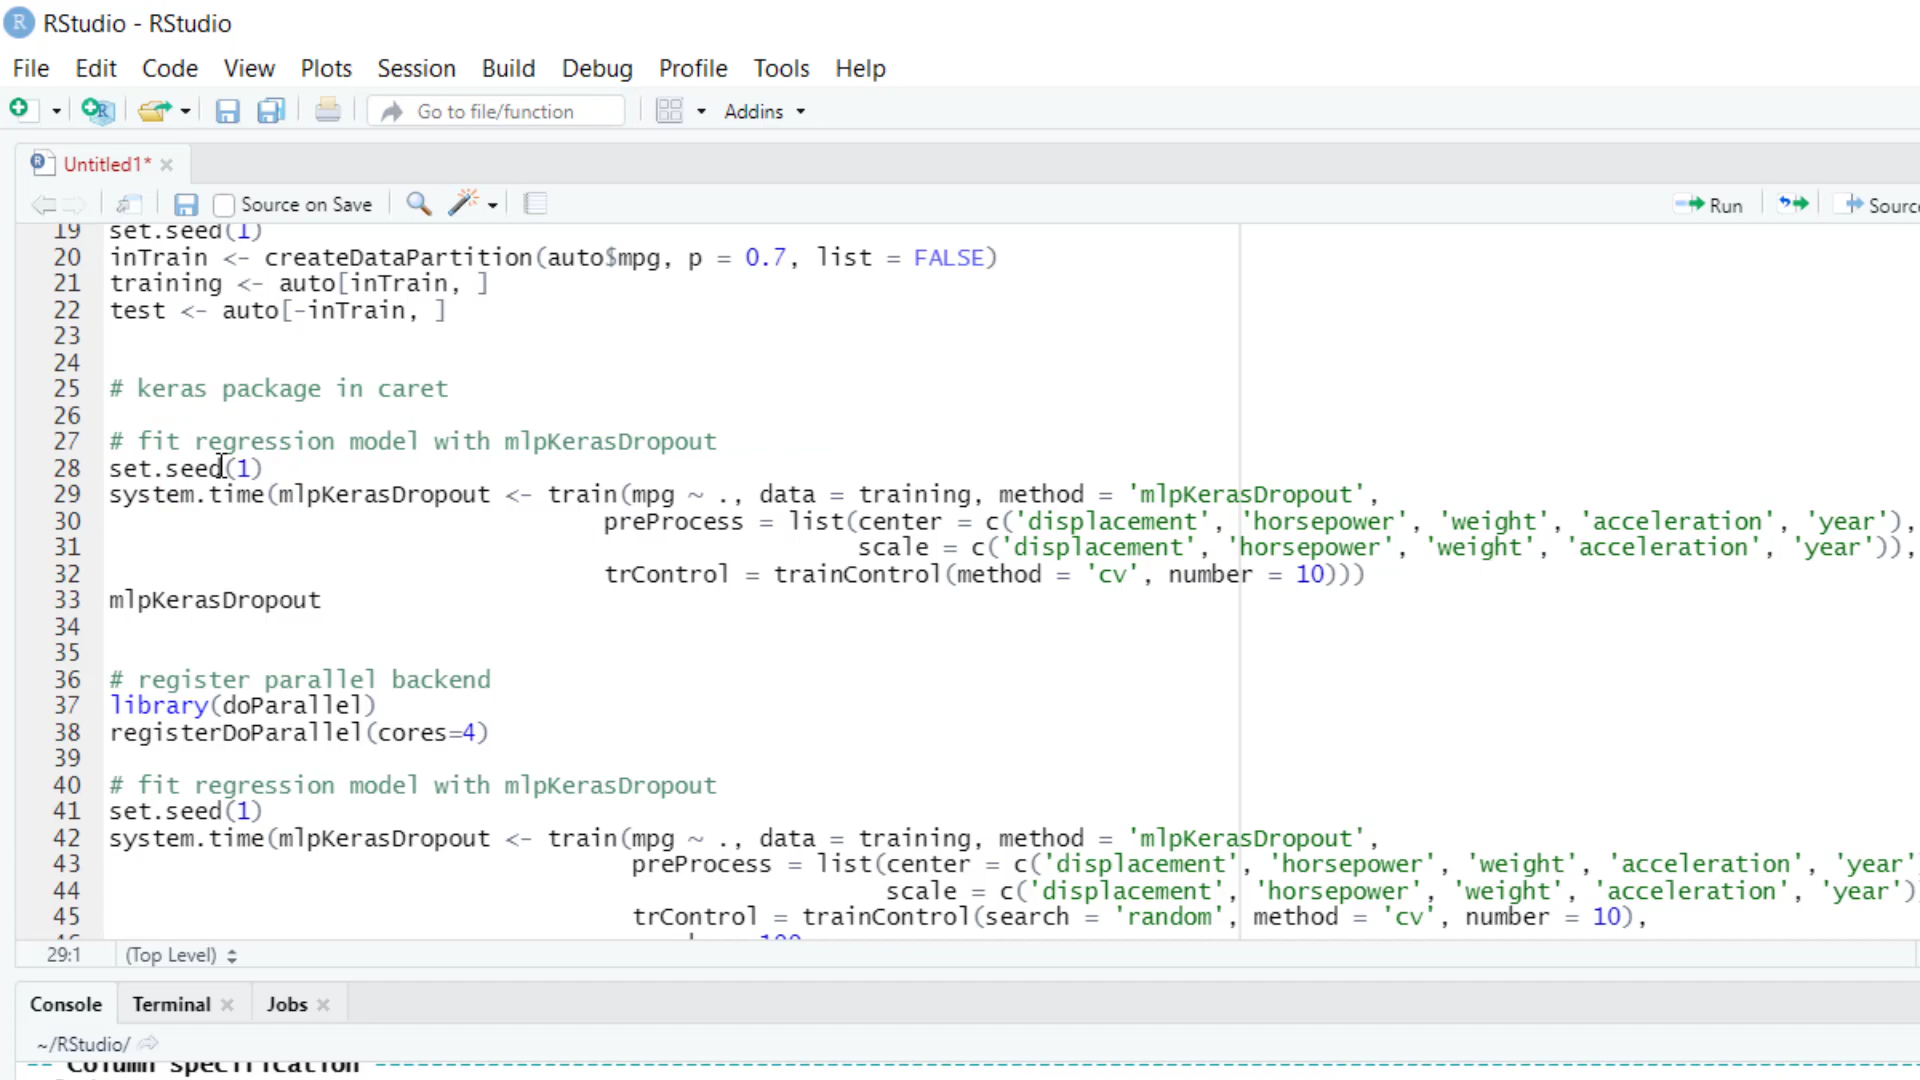 RStudio - RStudio
File Edit Code View Plots Session Build Debug Profile Tools Help
Go to file/function Addins
Untitled1*
Source on Save Run
19 set.seed(1)
20 inTrain <- createDataPartition(auto$mpg, p = 0.7, list = FALSE)
21 training <- auto[inTrain, ]
22 test <- auto[-inTrain, ]
23
24
25 # keras package in caret
26
27 # fit regression model with mlpKerasDropout
28 set.seed(1)
29 system.time(mlpKerasDropout <- train(mpg ~ ., data = training, method = 'mlpKerasDropout',
30 preProcess = list(center = c('displacement', 'horsepower', 'weight', 'acceleration', 'year'),
31 scale = c('displacement', 'horsepower', 'weight', 'acceleration', 'year')),
32 trControl = trainControl(method = 'cv', number = 10)))
33 mlpKerasDropout
34
35
36 # register parallel backend
37 library(doParallel)
38 registerDoParallel(cores=4)
39
40 # fit regression model with mlpKerasDropout
41 set.seed(1)
42 system.time(mlpKerasDropout <- train(mpg ~ ., data = training, method = 'mlpKerasDropout',
43 preProcess = list(center = c('displacement', 'horsepower', 'weight', 'acceleration', 'year'
44 scale = c('displacement', 'horsepower', 'weight', 'acceleration', 'year')
45 trControl = trainControl(search = 'random', method = 'cv', number = 10),
29:1 (Top Level)
Console Terminal Jobs
~/RStudio/
-- Column specification